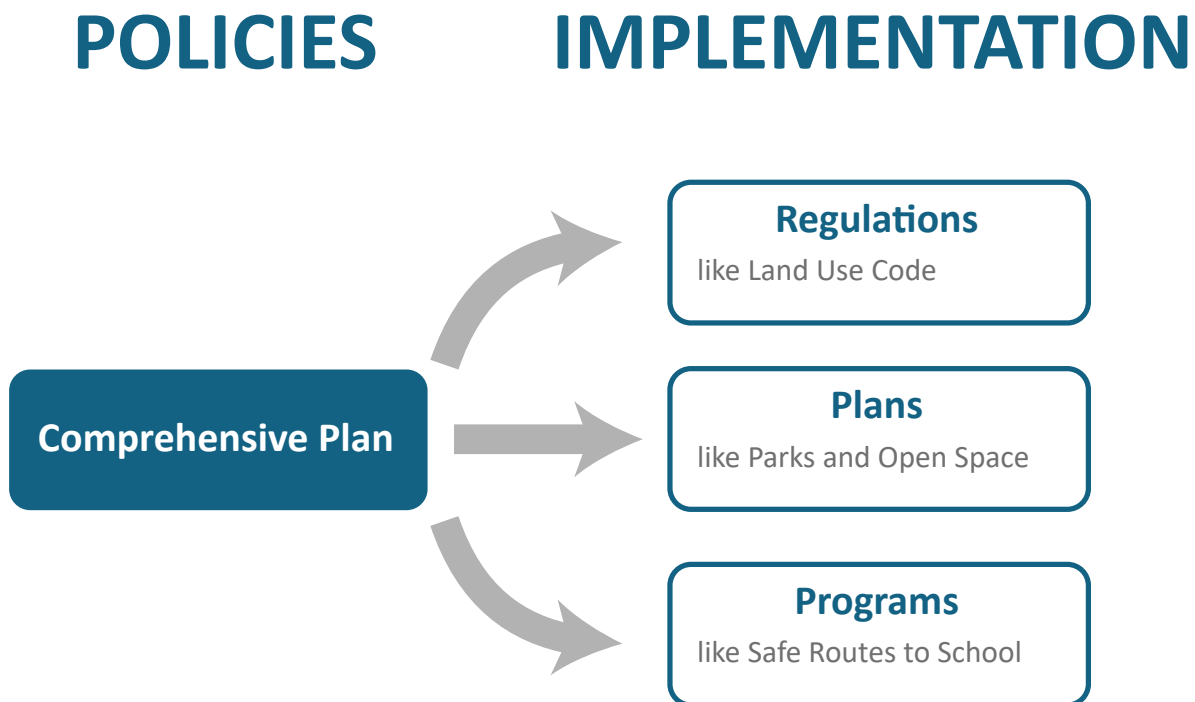 POLICIES
IMPLEMENTATION
Regulations
like Land Use Code
Comprehensive Plan
Plans
like Parks and Open Space
Programs
like Safe Routes to School